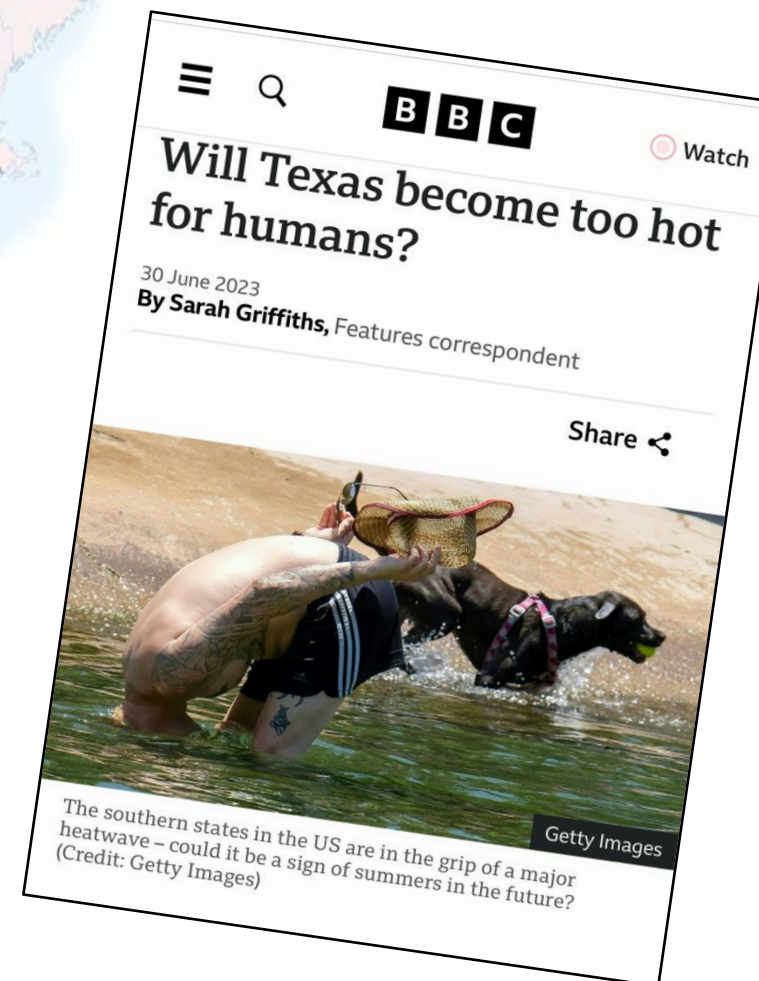 BBC
Watch
Will Texas become too hot
for humans?
30 June 2023
By Sarah Griffiths, Features correspondent
Share
Getty Images
The southern states in the US are in the grip of a major
heatwave – could it be a sign of summers in the future?
(Credit: Getty Images)